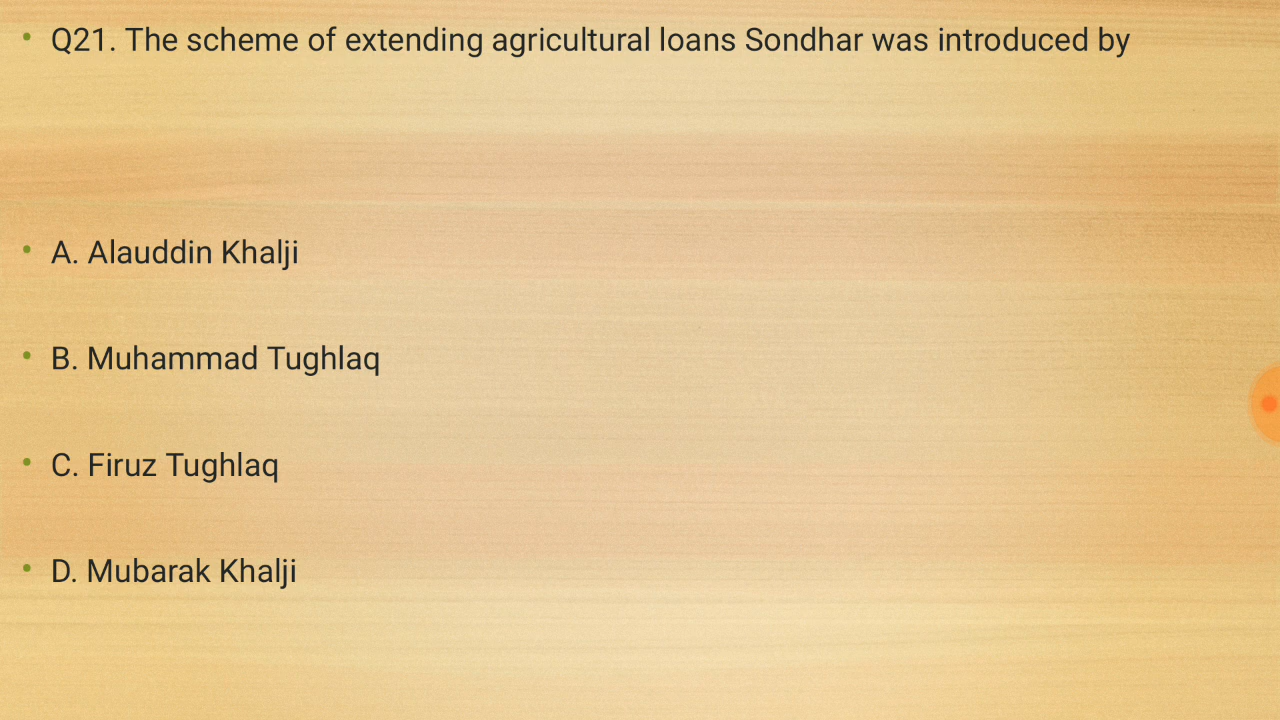 • Q21. The scheme of extending agricultural loans Sondhar was introduced by
• A. Alauddin Khalji
• B. Muhammad Tughlaq
• C. Firuz Tughlaq
• D. Mubarak Khalji